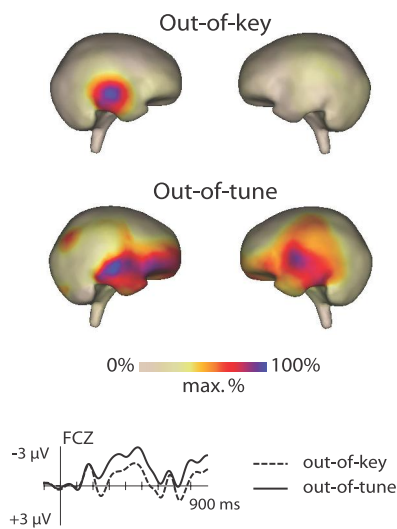 Out-of-key
Out-of-tune
0% 100%
max. %
FCZ
-3 µV
+3 µV
900 ms
out-of-key
out-of-tune